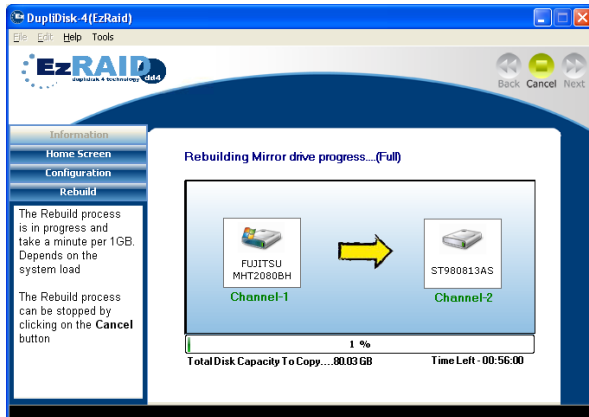 DupliDisk-4(EzRaid)
File Edit Help Tools
EzRAID
duplidisk 4 technology dd4
Back Cancel Next
Information
Home Screen
Configuration
Rebuild
The Rebuild process
is in progress and
take a minute per 1GB.
Depends on the
system load
The Rebuild process
can be stopped by
clicking on the Cancel
button
Rebuilding Mirror drive progress....(Full)
FUJITSU
MHT2080BH
Channel-1
ST980813AS
Channel-2
1 %
Total Disk Capacity To Copy....80.03 GB
Time Left - 00:56:00